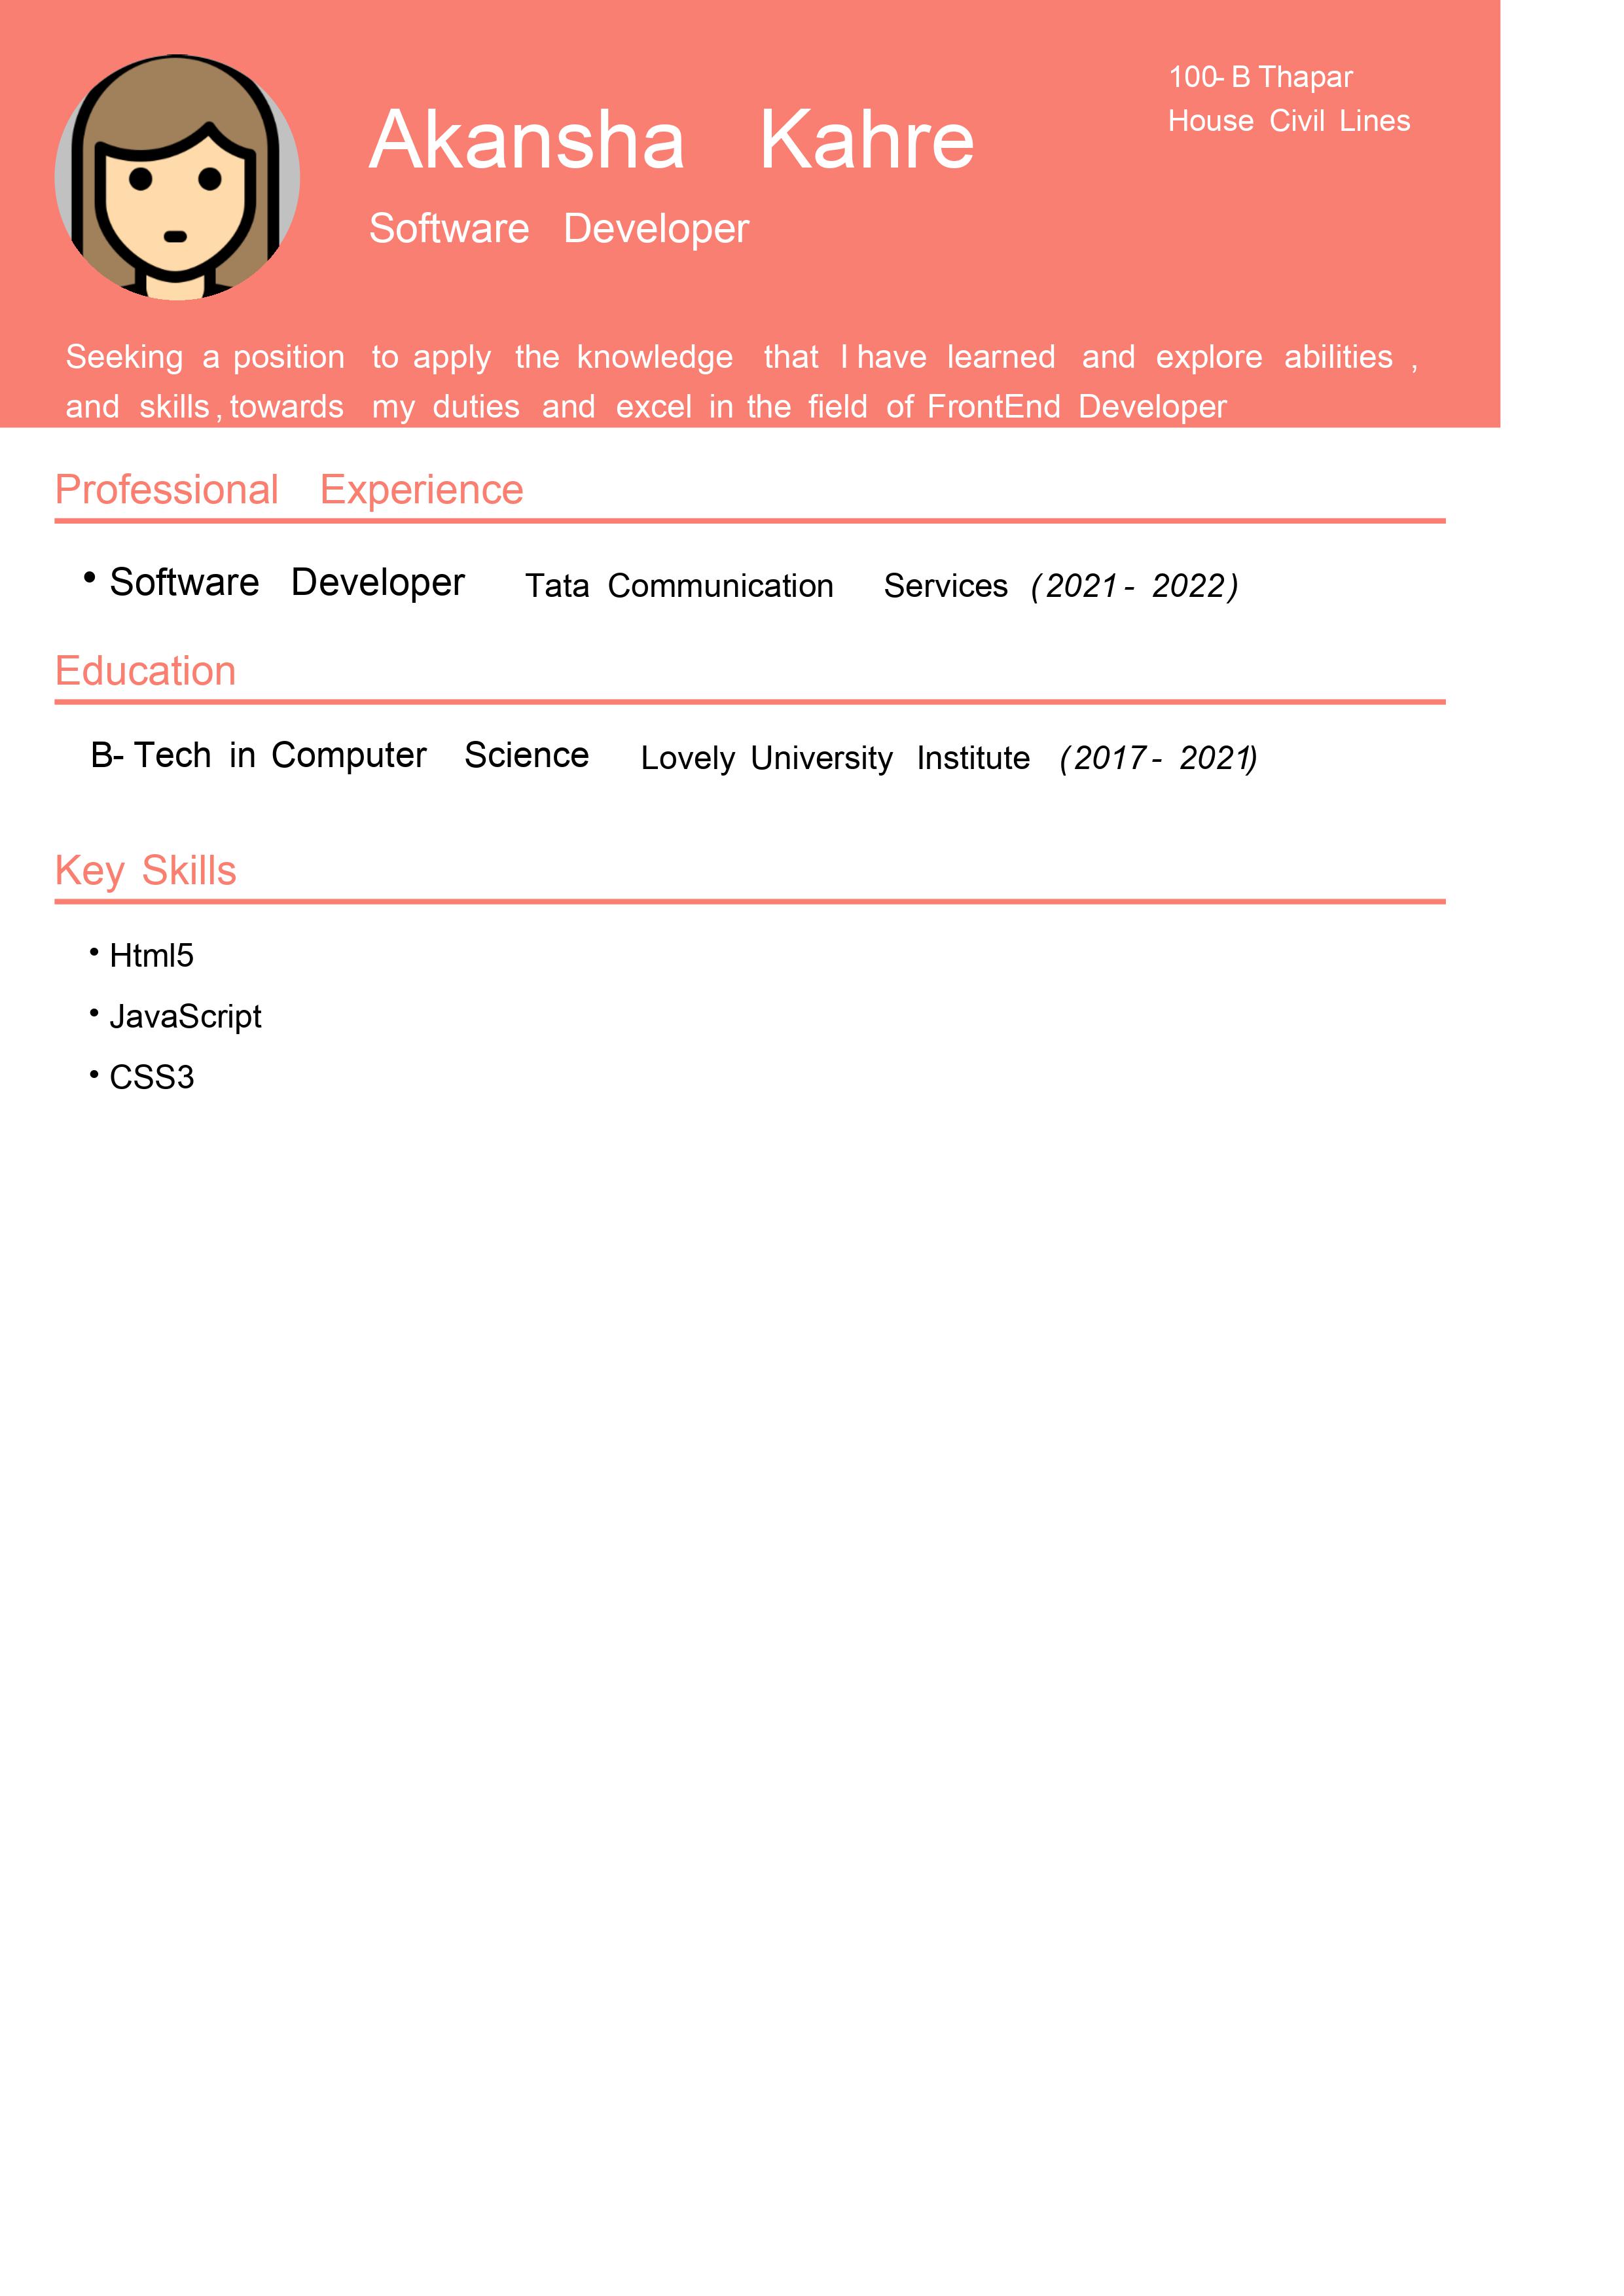 100- B Thapar
House Civil Lines
Akansha Kahre
Software Developer
Seeking a position to apply the knowledge that I have learned and explore abilities ,
and skills , towards my duties and excel in the field of FrontEnd Developer
Professional Experience
• Software Developer Tata Communication Services (2021 - 2022)
Education
B- Tech in Computer Science Lovely University Institute (2017 - 2021)
Key Skills
• Html5
• JavaScript
• CSS3